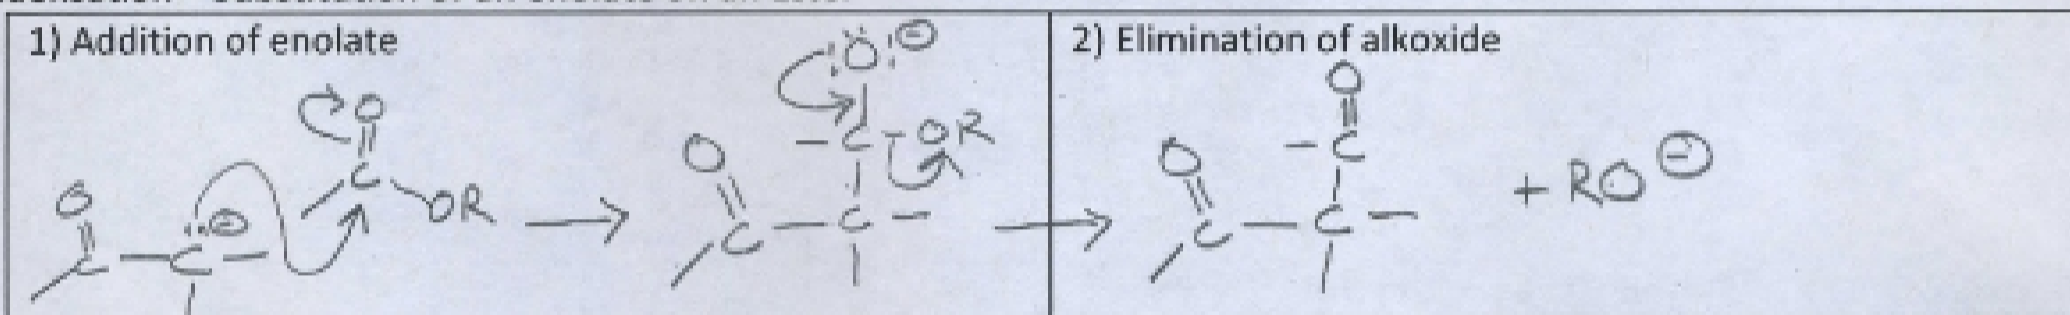 1) Addition of enolate
2) Elimination of alkoxide
:Ö: ⊖
O
C
OR
O
C
C
:⊖
O
C
C
C
-OR
O
C
O
C
C
+ RO ⊖